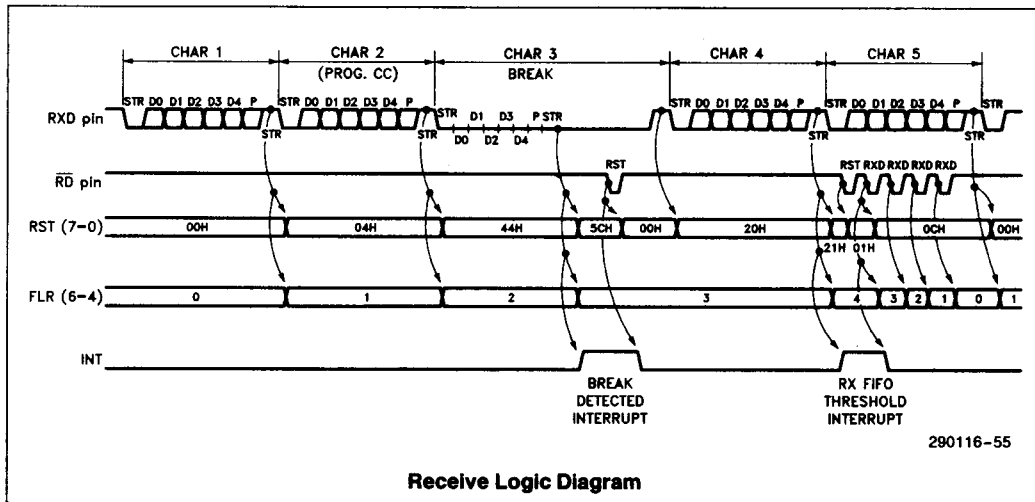 CHAR 1 CHAR 2 CHAR 3 CHAR 4 CHAR 5
(PROG. CC) BREAK
RXD pin STR D0 D1 D2 D3 D4 P STR D0 D1 D2 D3 D4 P STR D1 D3 P STR STR D0 D1 D2 D3 D4 P STR D0 D1 D2 D3 D4 P STR
STR STR D0 D2 D4 STR
RD pin RST RST RXD RXD RXD RXD
RST (7-0) 00H 04H 44H 5CH 00H 20H 0CH 00H
21H 01H
FLR (6-4) 0 1 2 3 4 3 2 1 0 1
INT
BREAK
DETECTED
INTERRUPT
RX FIFO
THRESHOLD
INTERRUPT
290116-55
Receive Logic Diagram